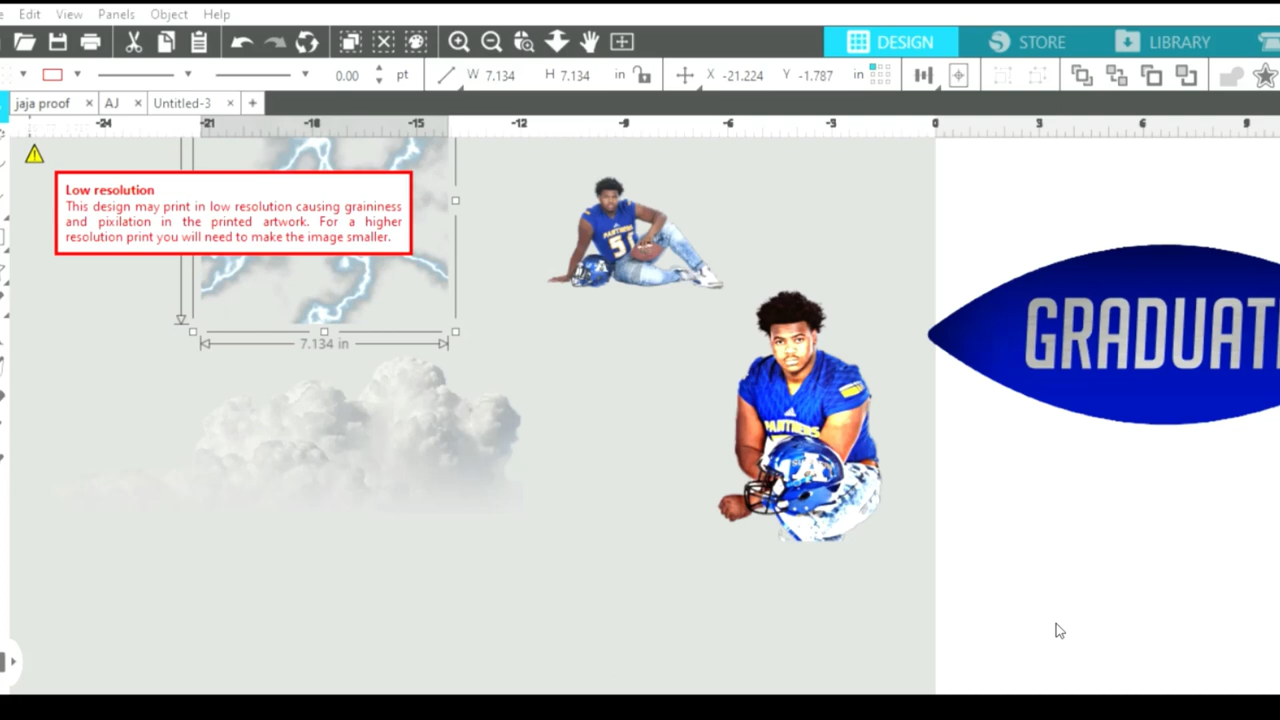 Edit View Panels Object Help
DESIGN STORE LIBRARY
0.00 pt W 7.134 H 7.134 in X -21.224 Y -1.787 in
jaja proof AJ Untitled-3
-24 -21 -18 -15 -12 -9 -6 -3 0 3 6 9
Low resolution
This design may print in low resolution causing graininess
and pixilation in the printed artwork. For a higher
resolution print you will need to make the image smaller.
PANTHERS
7.134 in
GRADUAT
PANTHERS